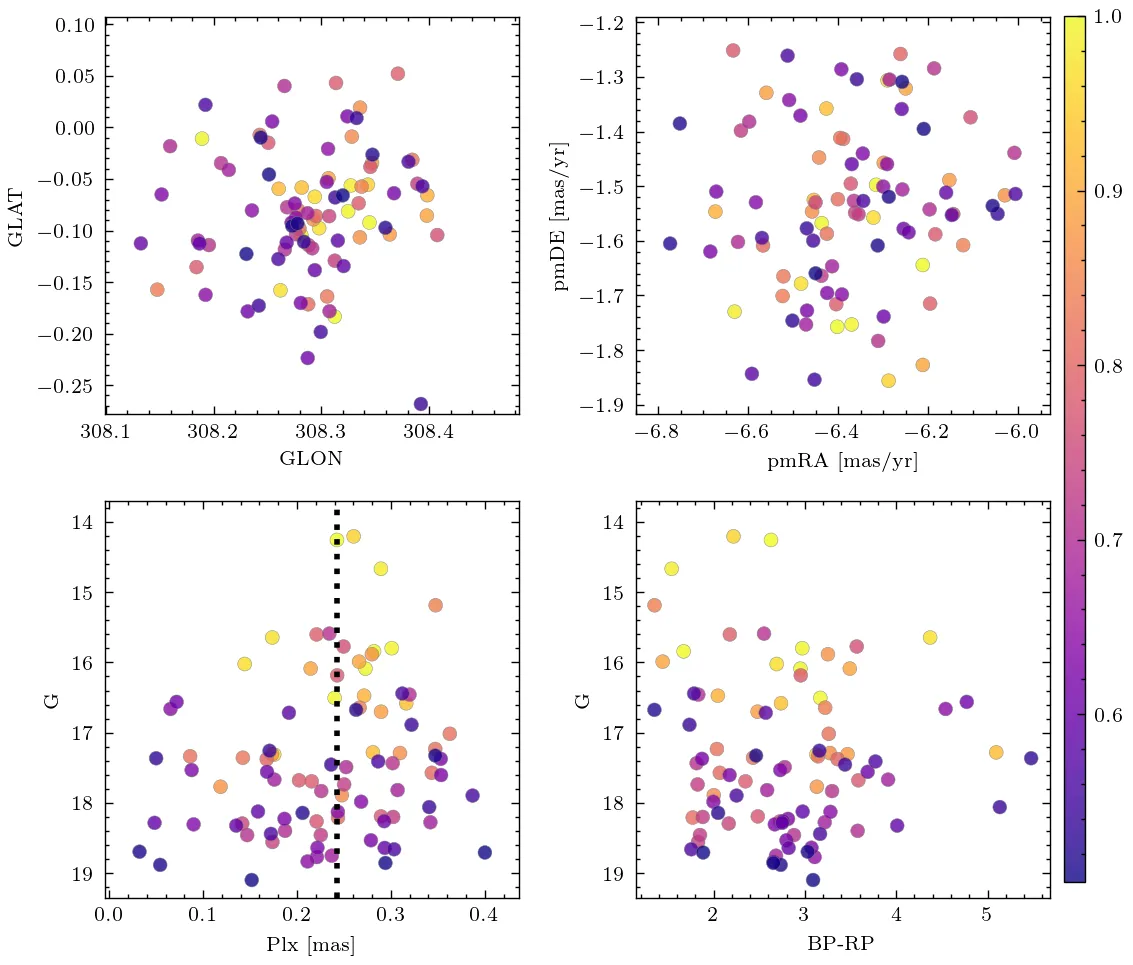 0.10
0.05
0.00
−0.05
−0.10
−0.15
−0.20
−0.25
GLAT
308.1 308.2 308.3 308.4
GLON
−1.2
−1.3
−1.4
−1.5
−1.6
−1.7
−1.8
−1.9
pmDE [mas/yr]
−6.8 −6.6 −6.4 −6.2 −6.0
pmRA [mas/yr]
1.0
0.9
0.8
0.7
0.6
14
15
16
17
18
19
G
0.0 0.1 0.2 0.3 0.4
Plx [mas]
14
15
16
17
18
19
G
2 3 4 5
BP-RP